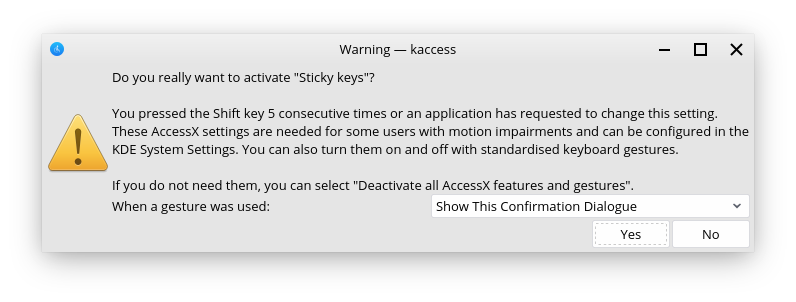 Warning — kaccess
Do you really want to activate "Sticky keys"?
You pressed the Shift key 5 consecutive times or an application has requested to change this setting.
These AccessX settings are needed for some users with motion impairments and can be configured in the
KDE System Settings. You can also turn them on and off with standardised keyboard gestures.
If you do not need them, you can select "Deactivate all AccessX features and gestures".
When a gesture was used: Show This Confirmation Dialogue
Yes No